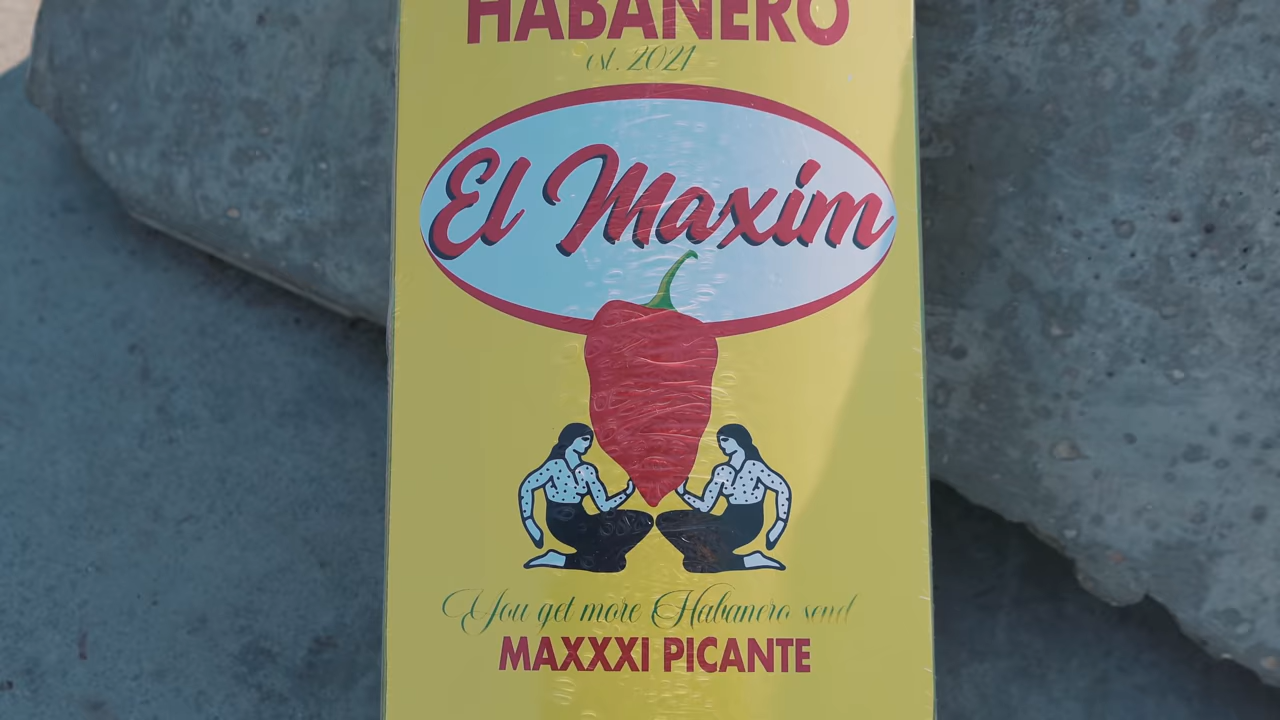 HABANERO
est. 2021
El Maxim
You get more Habanero send
MAXXXI PICANTE